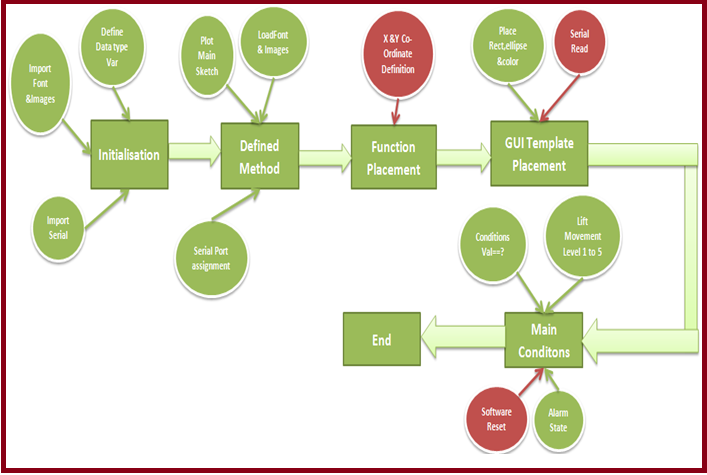 Import
Font
&Images
Define
Data type
Var
Plot
Main
Sketch
LoadFont
& Images
X &Y Co-
Ordinate
Definition
Place
Rect,ellipse
&color
Serial
Read
Initialisation
Defined
Method
Function
Placement
GUI Template
Placement
Import
Serial
Serial Port
assignment
Conditions
Val==?
Lift
Movement
Level 1 to 5
End
Main
Conditons
Software
Reset
Alarm
State